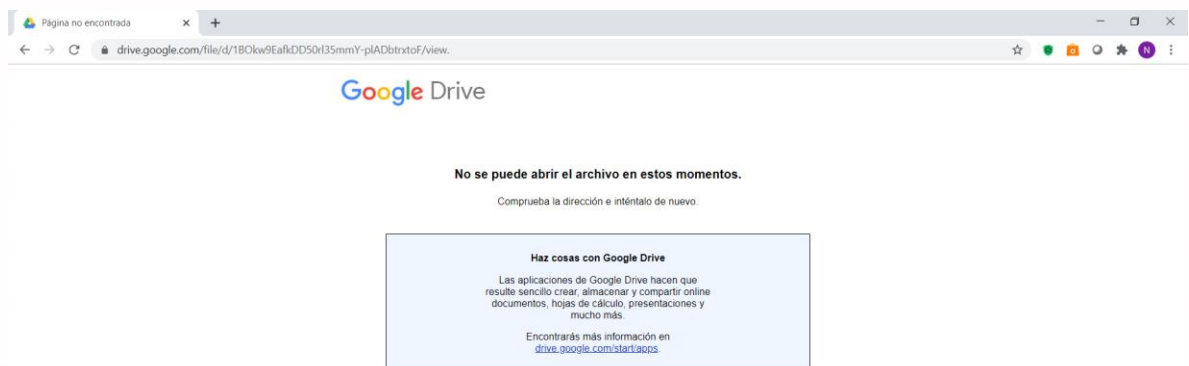 Página no encontrada
drive.google.com/file/d/1BOkw9EafkDD50rl35mmY-plADbtrxtoF/view.
N
Google Drive
No se puede abrir el archivo en estos momentos.
Comprueba la dirección e inténtalo de nuevo.
Haz cosas con Google Drive
Las aplicaciones de Google Drive hacen que
resulte sencillo crear, almacenar y compartir online
documentos, hojas de cálculo, presentaciones y
mucho más.
Encontrarás más información en
drive.google.com/start/apps.